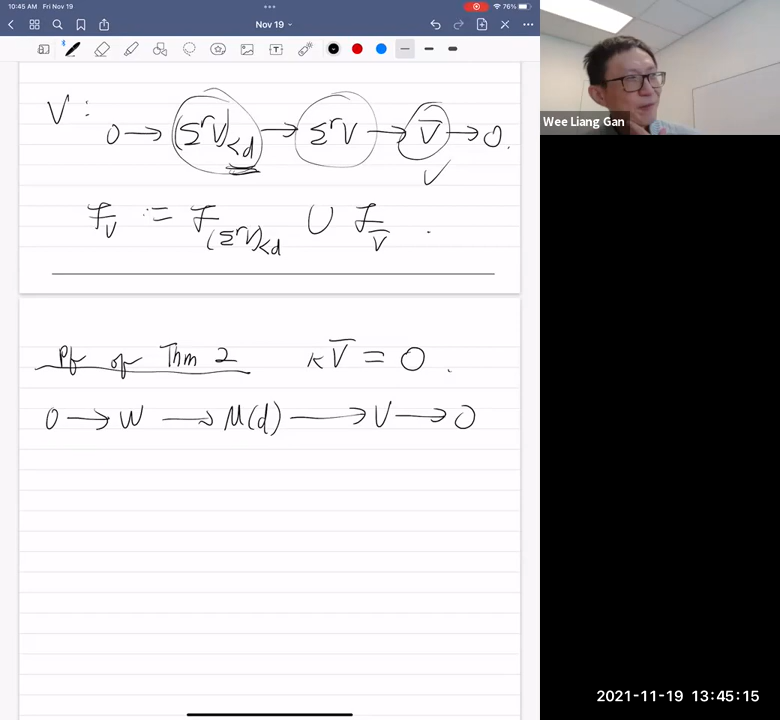 10:45 AM Fri Nov 19
76%
Nov 19
V :
0 → (Σ^r V)_{<d} → Σ^r V → V̄ → 0.
F_V := F_{(Σ^r V)_{<d}} ∪ F_{V̄} .
Pf of Thm 2 κV̄ = 0 .
0 → W → M(d) → V → 0
Wee Liang Gan
2021-11-19 13:45:15